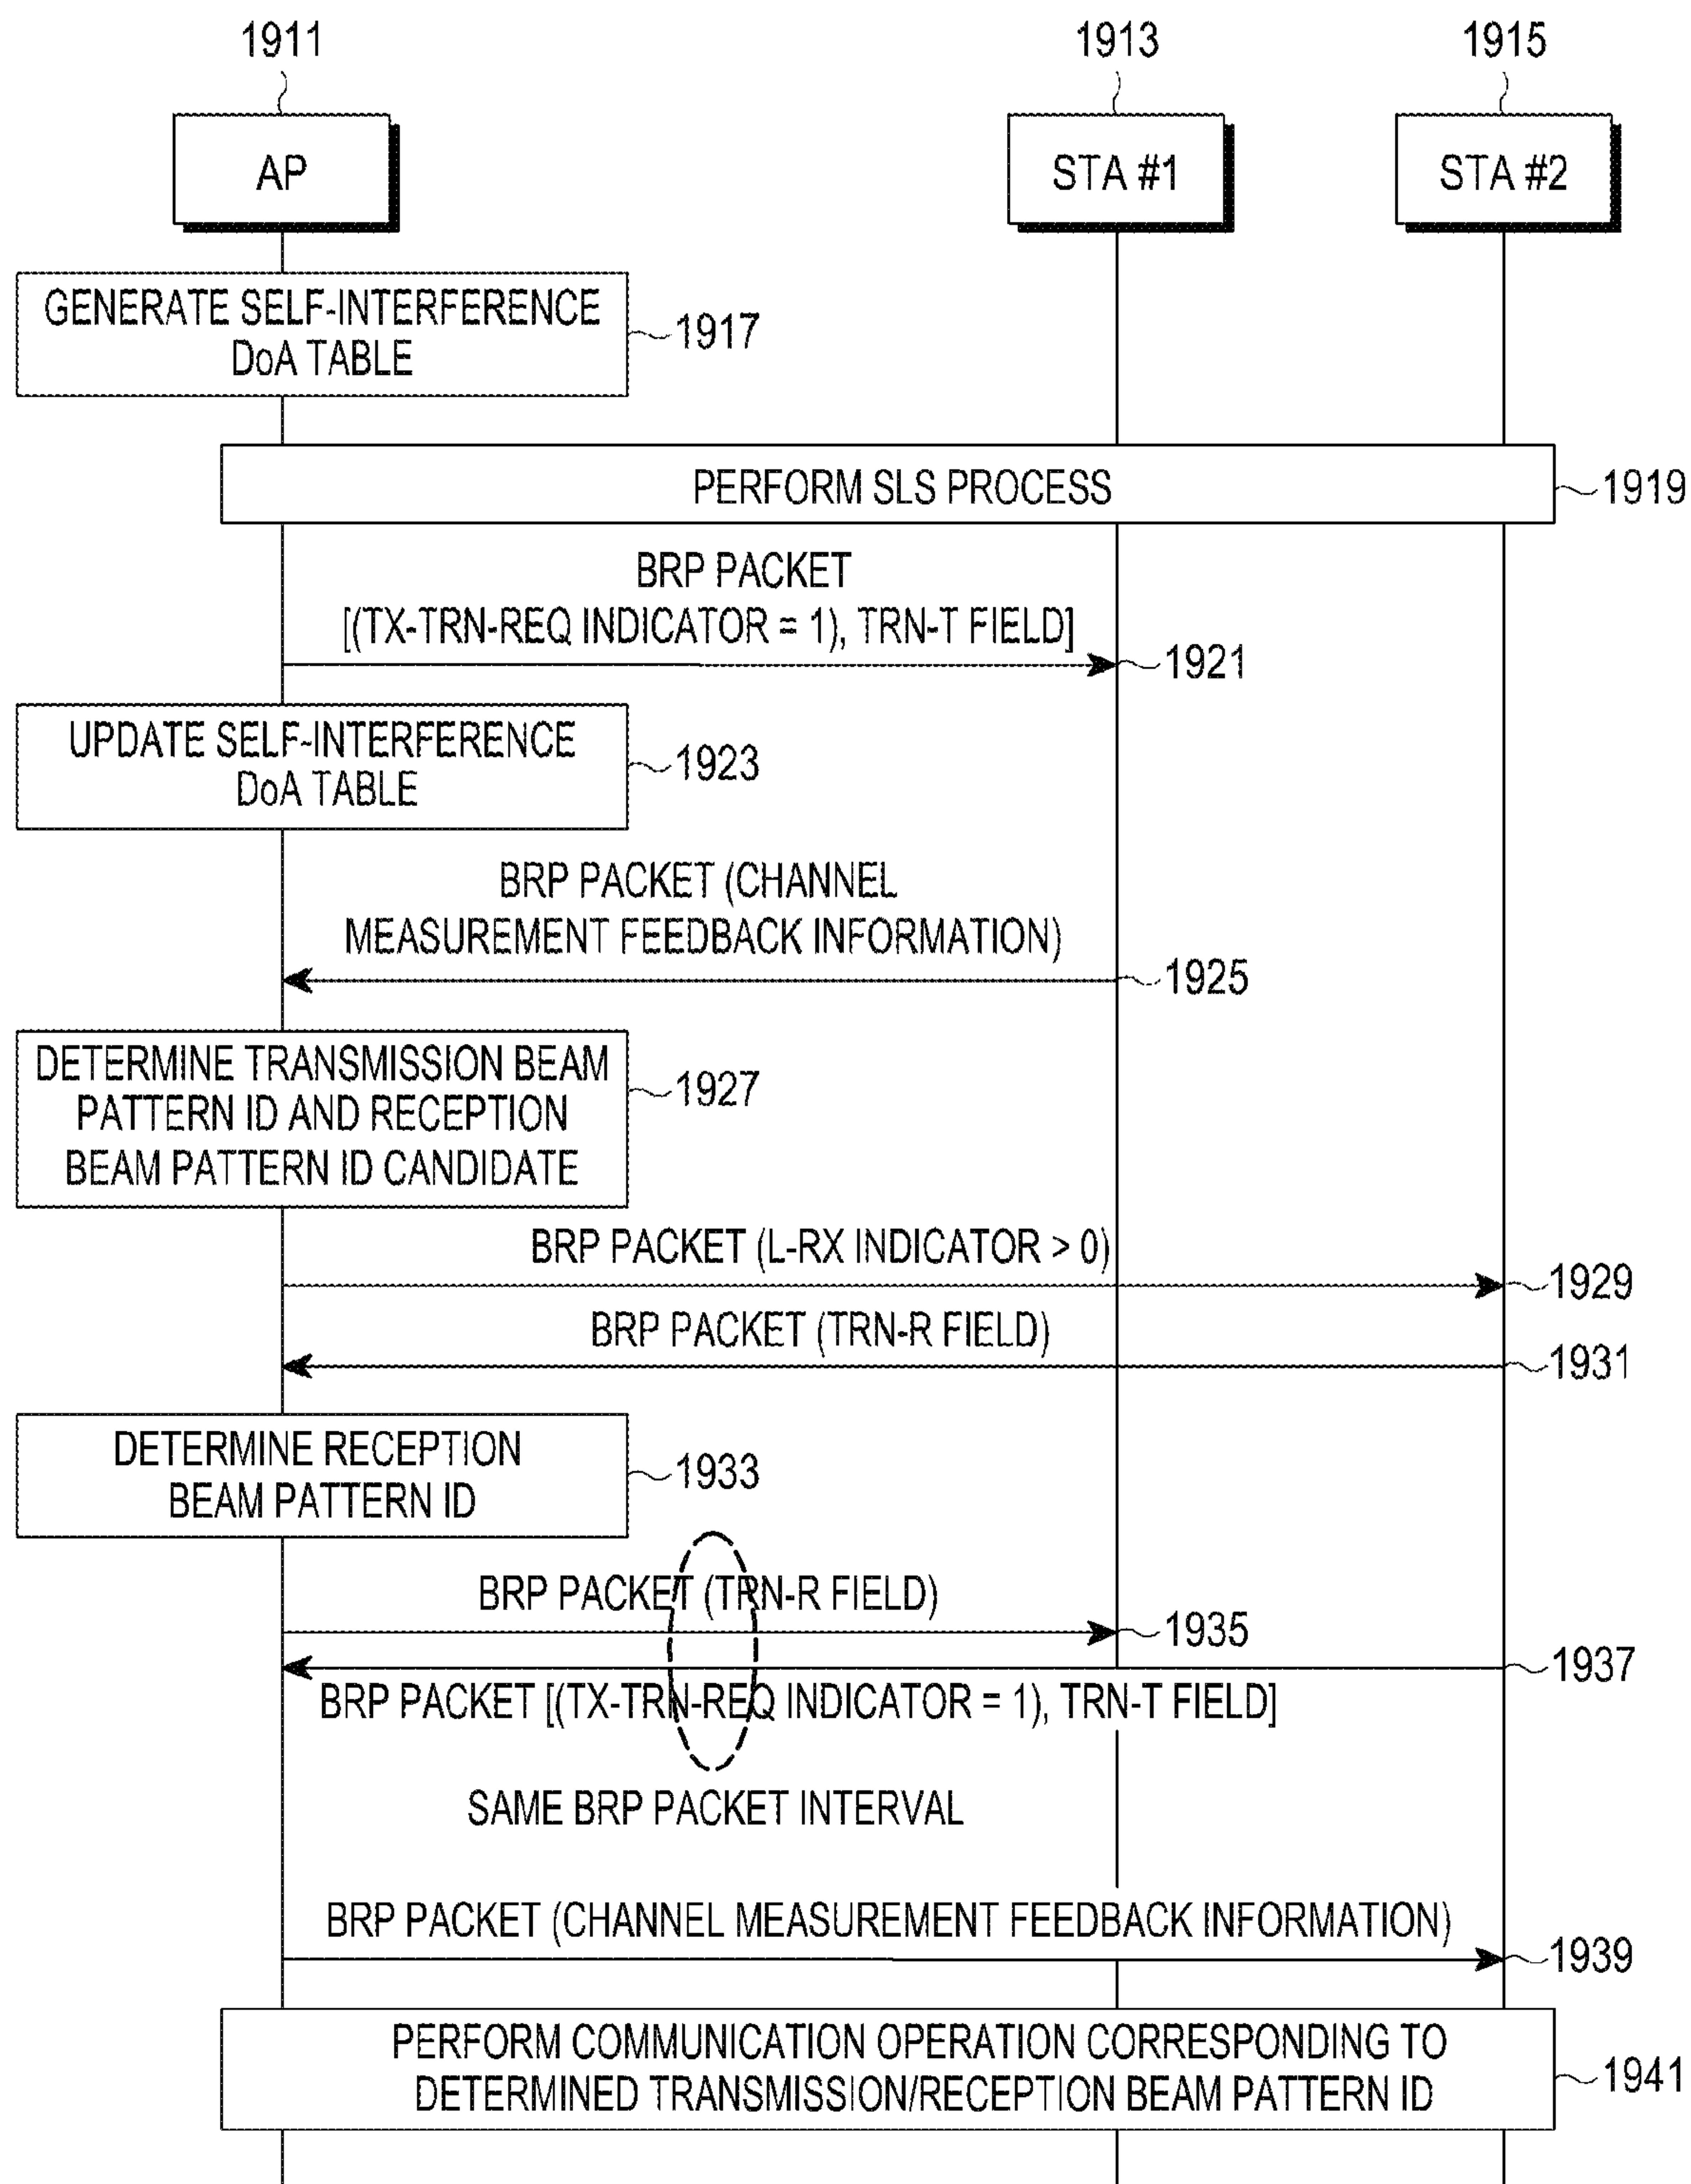 1911
1913
1915
AP
STA #1
STA #2
GENERATE SELF-INTERFERENCE
DoA TABLE
1917
PERFORM SLS PROCESS
1919
BRP PACKET
[(TX-TRN-REQ INDICATOR = 1), TRN-T FIELD]
1921
UPDATE SELF-INTERFERENCE
DoA TABLE
1923
BRP PACKET (CHANNEL
MEASUREMENT FEEDBACK INFORMATION)
1925
DETERMINE TRANSMISSION BEAM
PATTERN ID AND RECEPTION
BEAM PATTERN ID CANDIDATE
1927
BRP PACKET (L-RX INDICATOR > 0)
1929
BRP PACKET (TRN-R FIELD)
1931
DETERMINE RECEPTION
BEAM PATTERN ID
1933
BRP PACKET (TRN-R FIELD)
1935
1937
BRP PACKET [(TX-TRN-REQ INDICATOR = 1), TRN-T FIELD]
SAME BRP PACKET INTERVAL
BRP PACKET (CHANNEL MEASUREMENT FEEDBACK INFORMATION)
1939
PERFORM COMMUNICATION OPERATION CORRESPONDING TO
DETERMINED TRANSMISSION/RECEPTION BEAM PATTERN ID
1941